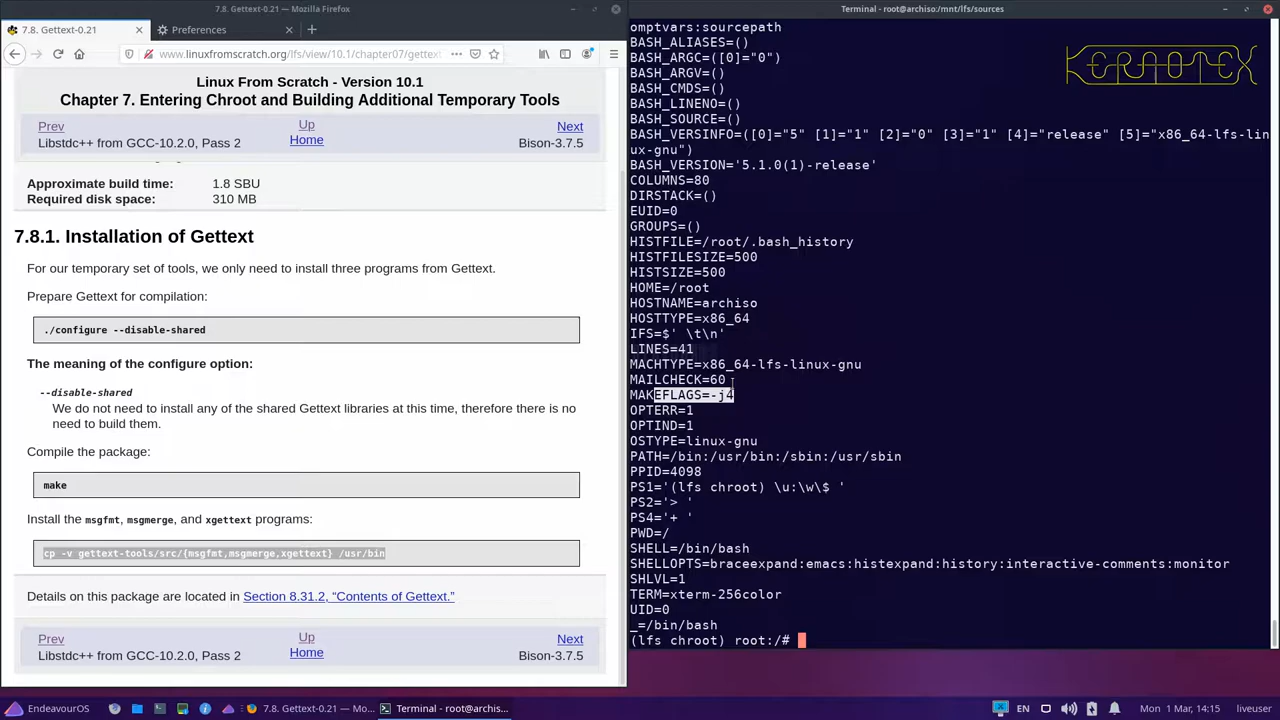 7.8. Gettext-0.21 - Mozilla Firefox
7.8. Gettext-0.21
Preferences
www.linuxfromscratch.org/lfs/view/10.1/chapter07/gettex
Linux From Scratch - Version 10.1
Chapter 7. Entering Chroot and Building Additional Temporary Tools
Prev Up Next
Libstdc++ from GCC-10.2.0, Pass 2 Home Bison-3.7.5
Approximate build time: 1.8 SBU
Required disk space: 310 MB
7.8.1. Installation of Gettext
For our temporary set of tools, we only need to install three programs from Gettext.
Prepare Gettext for compilation:
./configure --disable-shared
The meaning of the configure option:
--disable-shared
We do not need to install any of the shared Gettext libraries at this time, therefore there is no
need to build them.
Compile the package:
make
Install the msgfmt, msgmerge, and xgettext programs:
cp -v gettext-tools/src/{msgfmt,msgmerge,xgettext} /usr/bin
Details on this package are located in Section 8.31.2, “Contents of Gettext.”
Prev Up Next
Libstdc++ from GCC-10.2.0, Pass 2 Home Bison-3.7.5
Terminal - root@archiso:/mnt/lfs/sources
KERNOTEX
omptvars:sourcepath
BASH_ALIASES=()
BASH_ARGC=([0]="0")
BASH_ARGV=()
BASH_CMDS=()
BASH_LINENO=()
BASH_SOURCE=()
BASH_VERSINFO=([0]="5" [1]="1" [2]="0" [3]="1" [4]="release" [5]="x86_64-lfs-lin
ux-gnu")
BASH_VERSION='5.1.0(1)-release'
COLUMNS=80
DIRSTACK=()
EUID=0
GROUPS=()
HISTFILE=/root/.bash_history
HISTFILESIZE=500
HISTSIZE=500
HOME=/root
HOSTNAME=archiso
HOSTTYPE=x86_64
IFS=$' \t\n'
LINES=41
MACHTYPE=x86_64-lfs-linux-gnu
MAILCHECK=60
MAKEFLAGS=-j4
OPTERR=1
OPTIND=1
OSTYPE=linux-gnu
PATH=/bin:/usr/bin:/sbin:/usr/sbin
PPID=4098
PS1='(lfs chroot) \u:\w\$ '
PS2='> '
PS4='+ '
PWD=/
SHELL=/bin/bash
SHELLOPTS=braceexpand:emacs:histexpand:history:interactive-comments:monitor
SHLVL=1
TERM=xterm-256color
UID=0
_=/bin/bash
(lfs chroot) root:/#
EndeavourOS
7.8. Gettext-0.21 - Mo...
Terminal - root@archis...
EN
Mon 1 Mar, 14:15
liveuser